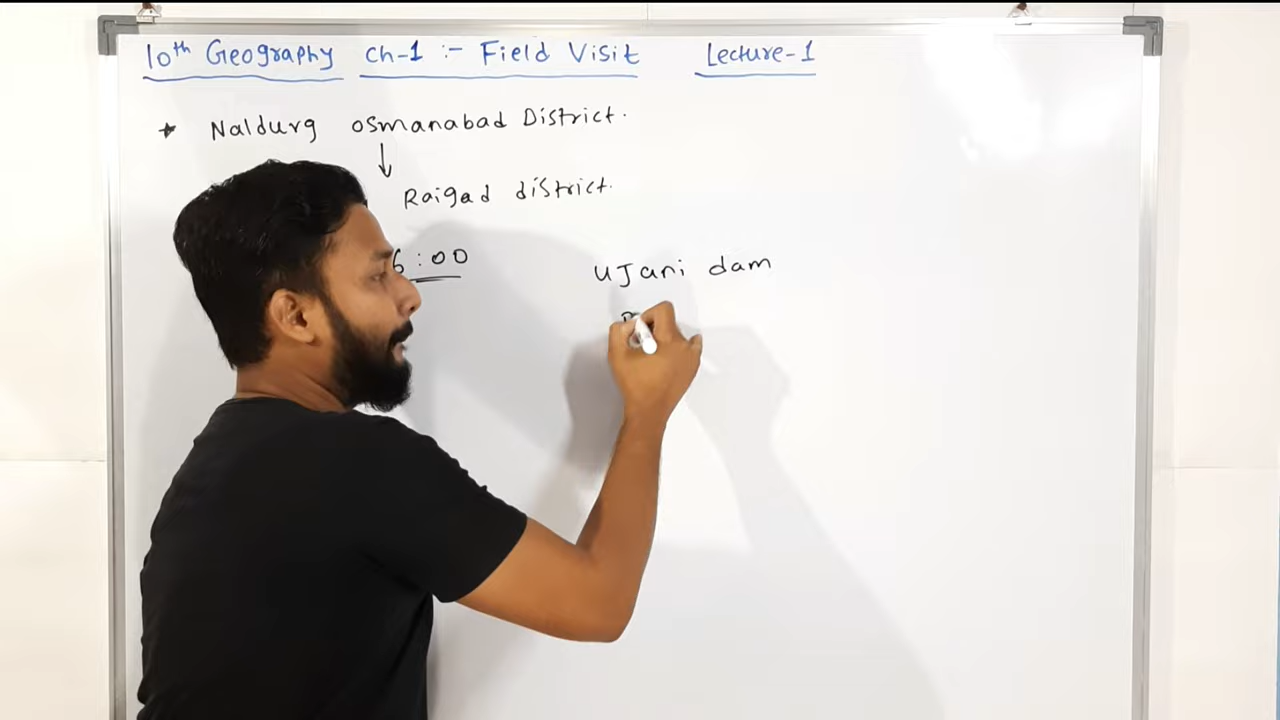 10th Geography ch-1 :- Field Visit Lecture-1
* Naldurg osmanabad District.
↓
Raigad district.
6:00
UJani dam